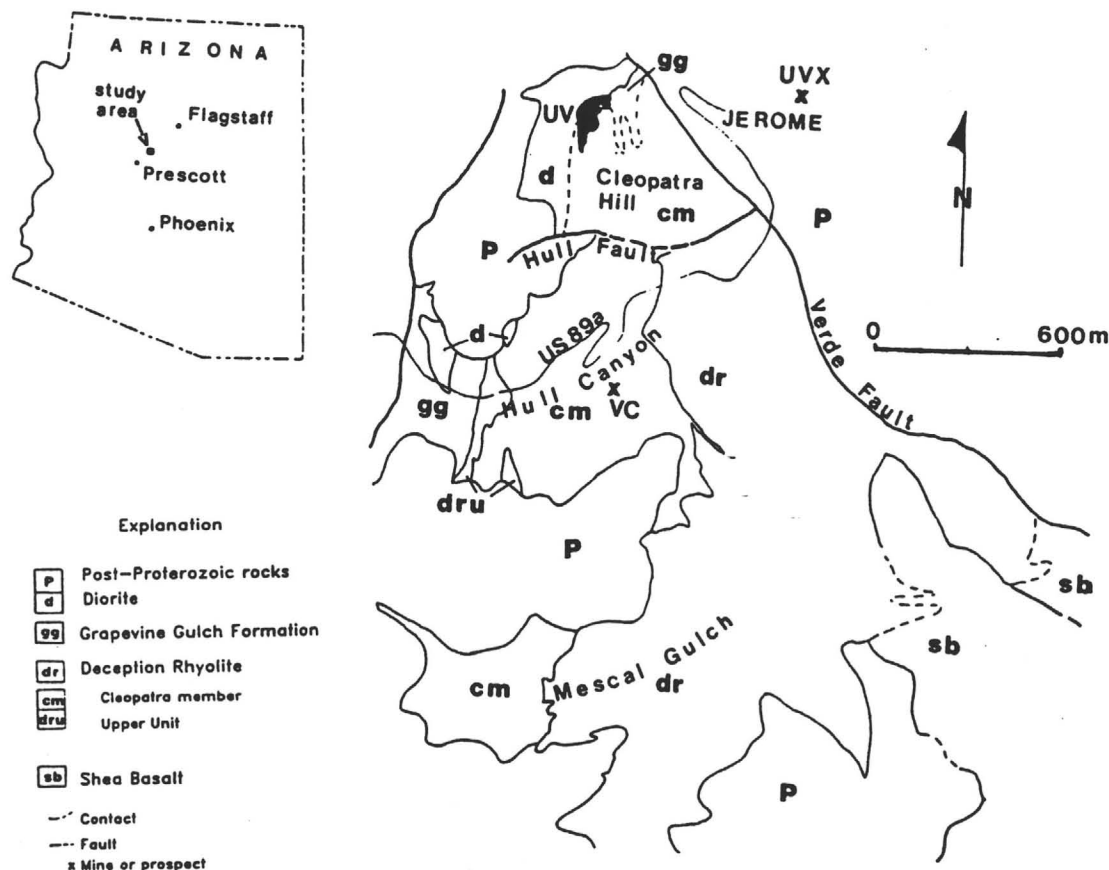 ARIZONA
study
area
Flagstaff
Prescott
Phoenix
gg
UVX
x
JEROME
UV
d
Cleopatra
Hill
cm
P
N
P
Hull Fault
0 600m
d
US 89a
Verde Fault
Hull Canyon
dr
gg
cm
x
VC
dru
P
sb
sb
cm
Mescal Gulch
dr
P
Explanation
P Post-Proterozoic rocks
d Diorite
gg Grapevine Gulch Formation
dr Deception Rhyolite
cm Cleopatra member
dru Upper Unit
sb Shea Basalt
Contact
Fault
x Mine or prospect